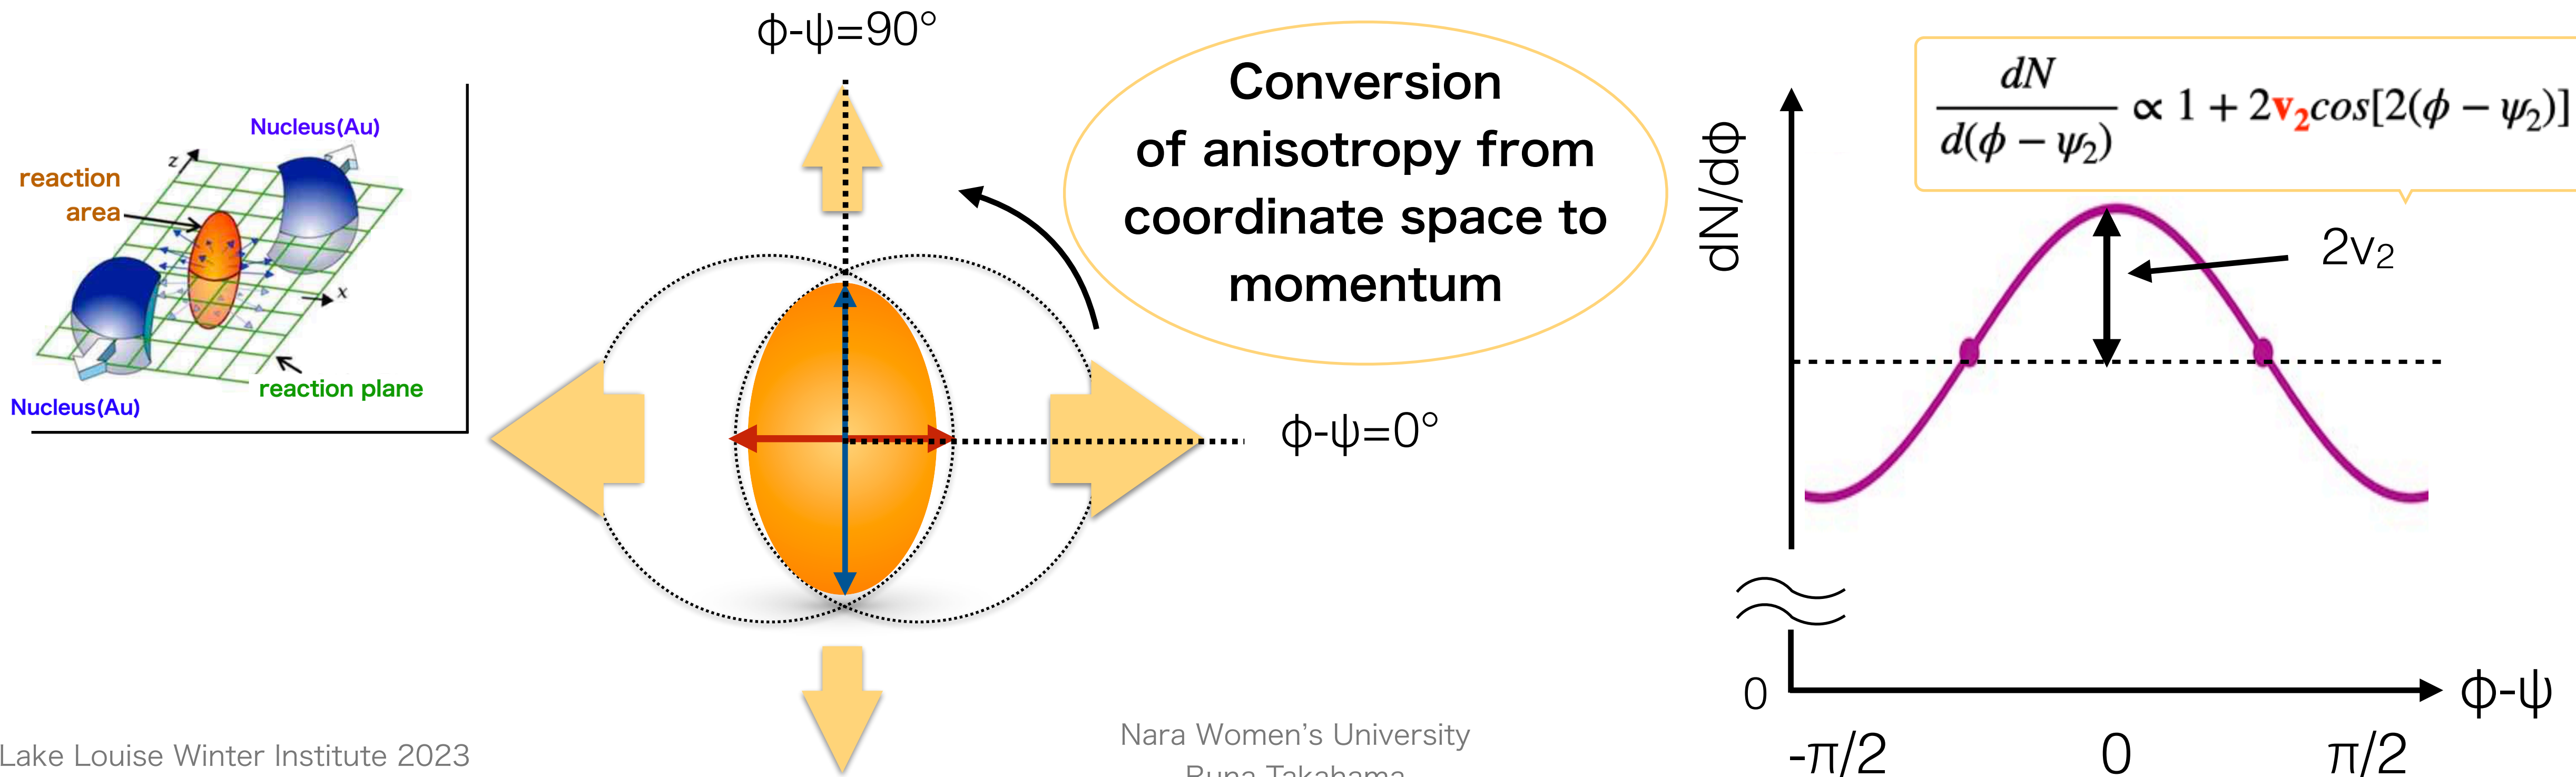 Nucleus(Au)
z
reaction
area
x
reaction plane
Nucleus(Au)
ϕ-ψ=90°
Conversion
of anisotropy from
coordinate space to
momentum
ϕ-ψ=0°
dN/d(ϕ − ψ₂) ∝ 1 + 2v₂cos[2(ϕ − ψ₂)]
dN/dϕ
2v₂
0
ϕ-ψ
-π/2 0 π/2
Lake Louise Winter Institute 2023
Nara Women's University
Runa Takahama